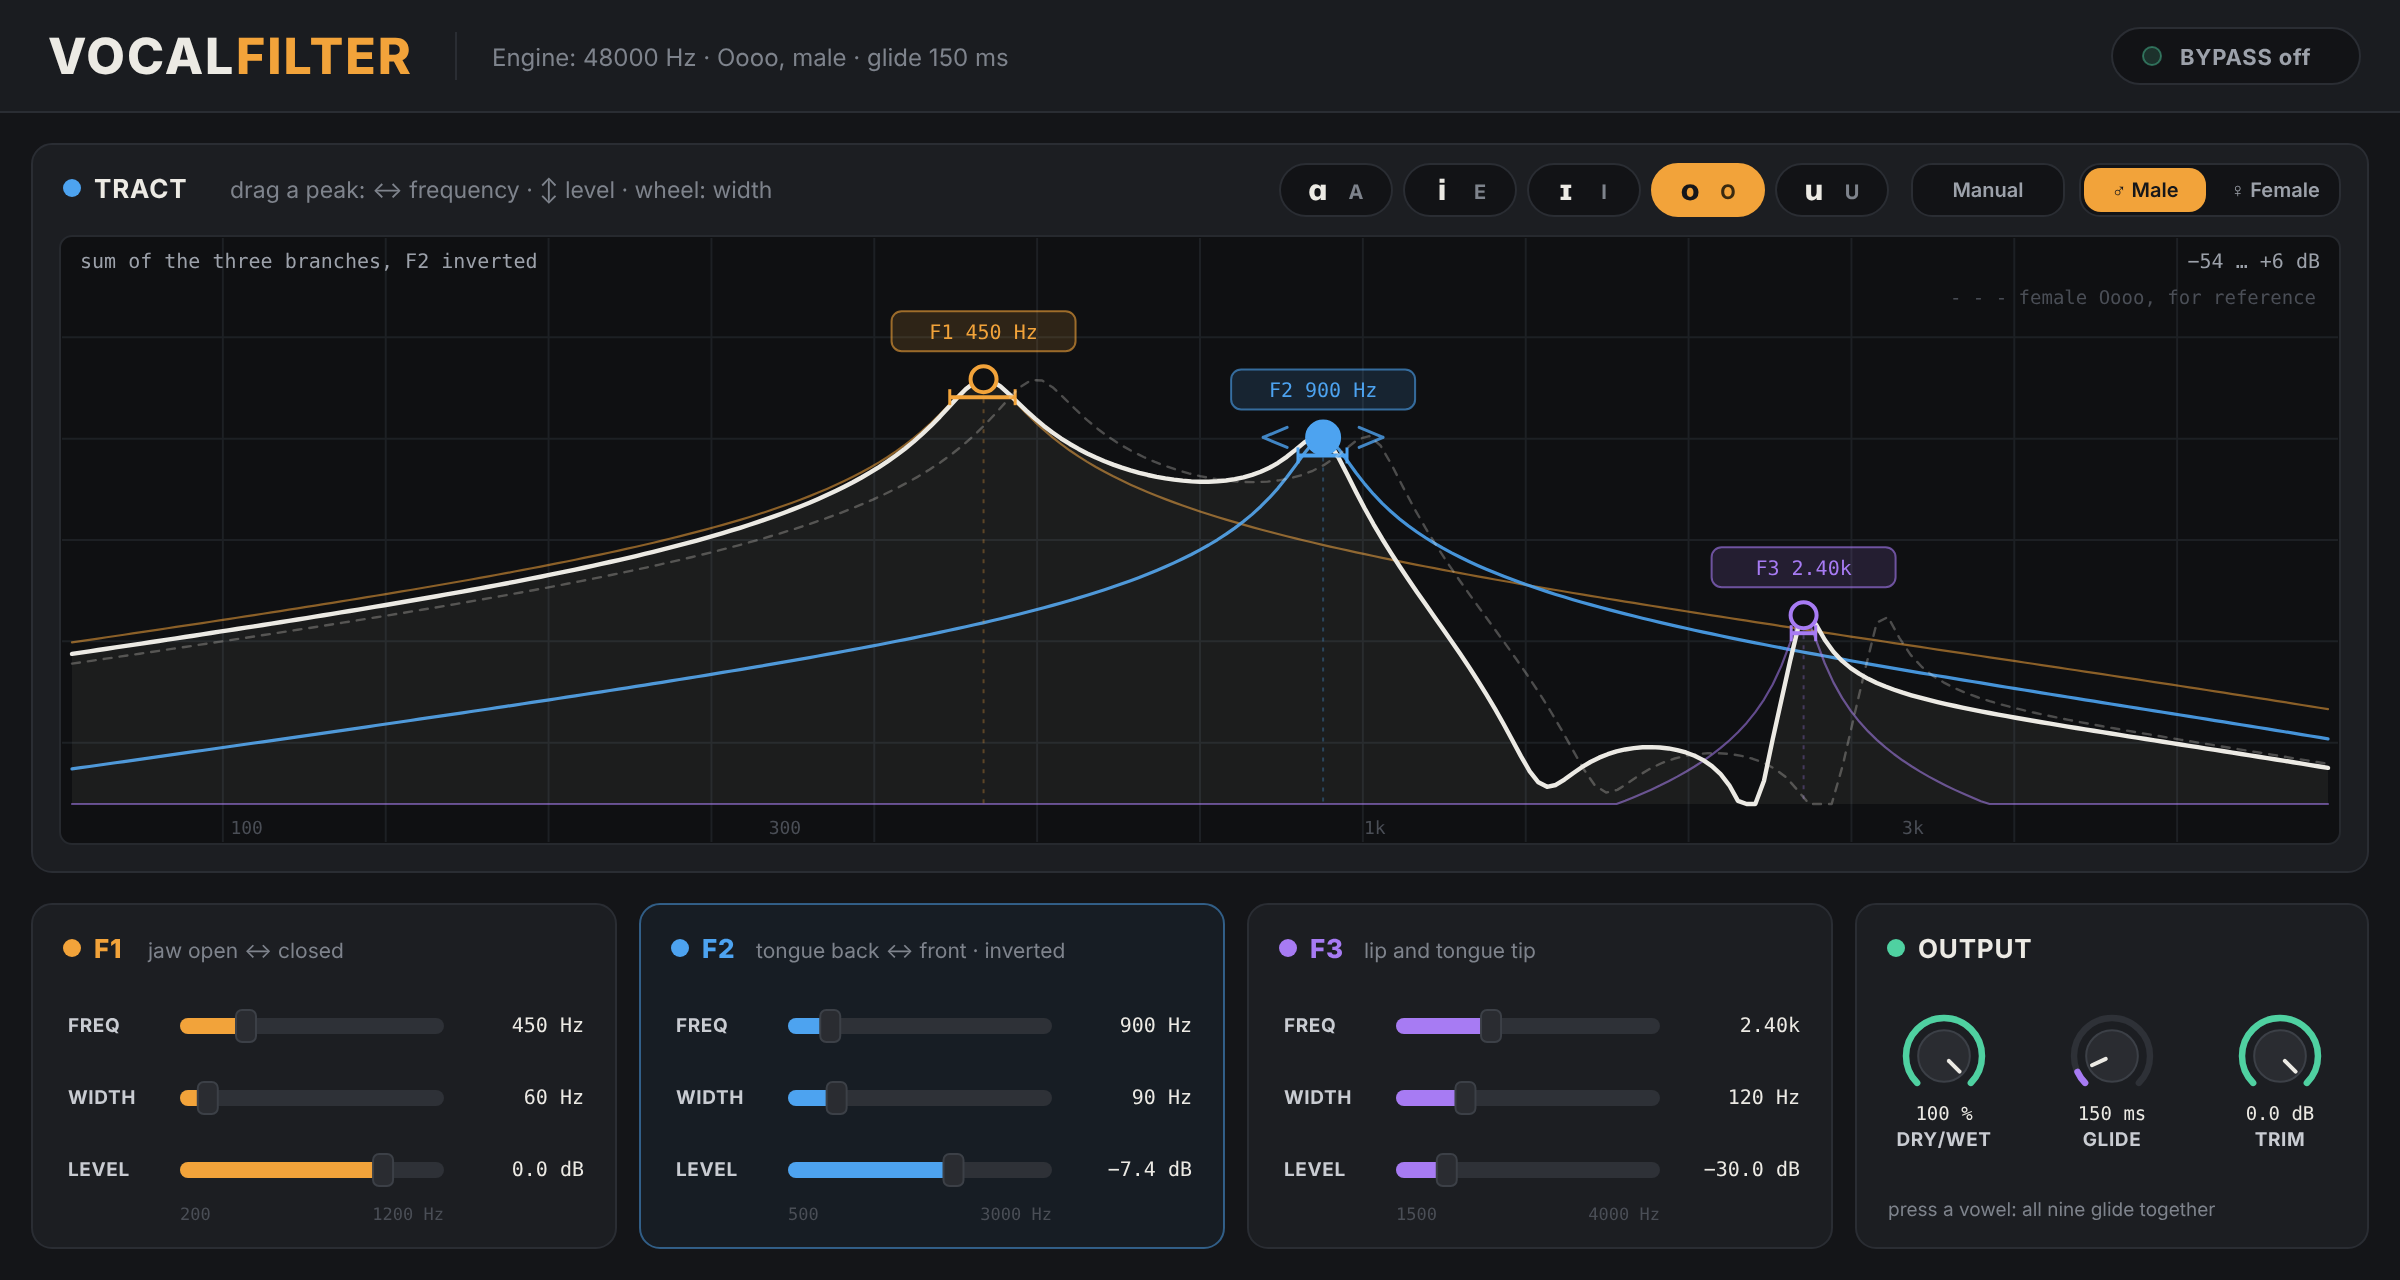 VOCALFILTER
Engine: 48000 Hz · Oooo, male · glide 150 ms
BYPASS off
TRACT
drag a peak: ↔ frequency · ↕ level · wheel: width
ɑ A
i E
ɪ I
o O
u U
Manual
♂ Male
♀ Female
sum of the three branches, F2 inverted
−54 … +6 dB
- - - female Oooo, for reference
F1 450 Hz
F2 900 Hz
F3 2.40k
100
300
1k
3k
F1 jaw open ↔ closed
FREQ 450 Hz
WIDTH 60 Hz
LEVEL 0.0 dB
200 1200 Hz
F2 tongue back ↔ front · inverted
FREQ 900 Hz
WIDTH 90 Hz
LEVEL −7.4 dB
500 3000 Hz
F3 lip and tongue tip
FREQ 2.40k
WIDTH 120 Hz
LEVEL −30.0 dB
1500 4000 Hz
OUTPUT
100 % 150 ms 0.0 dB
DRY/WET GLIDE TRIM
press a vowel: all nine glide together